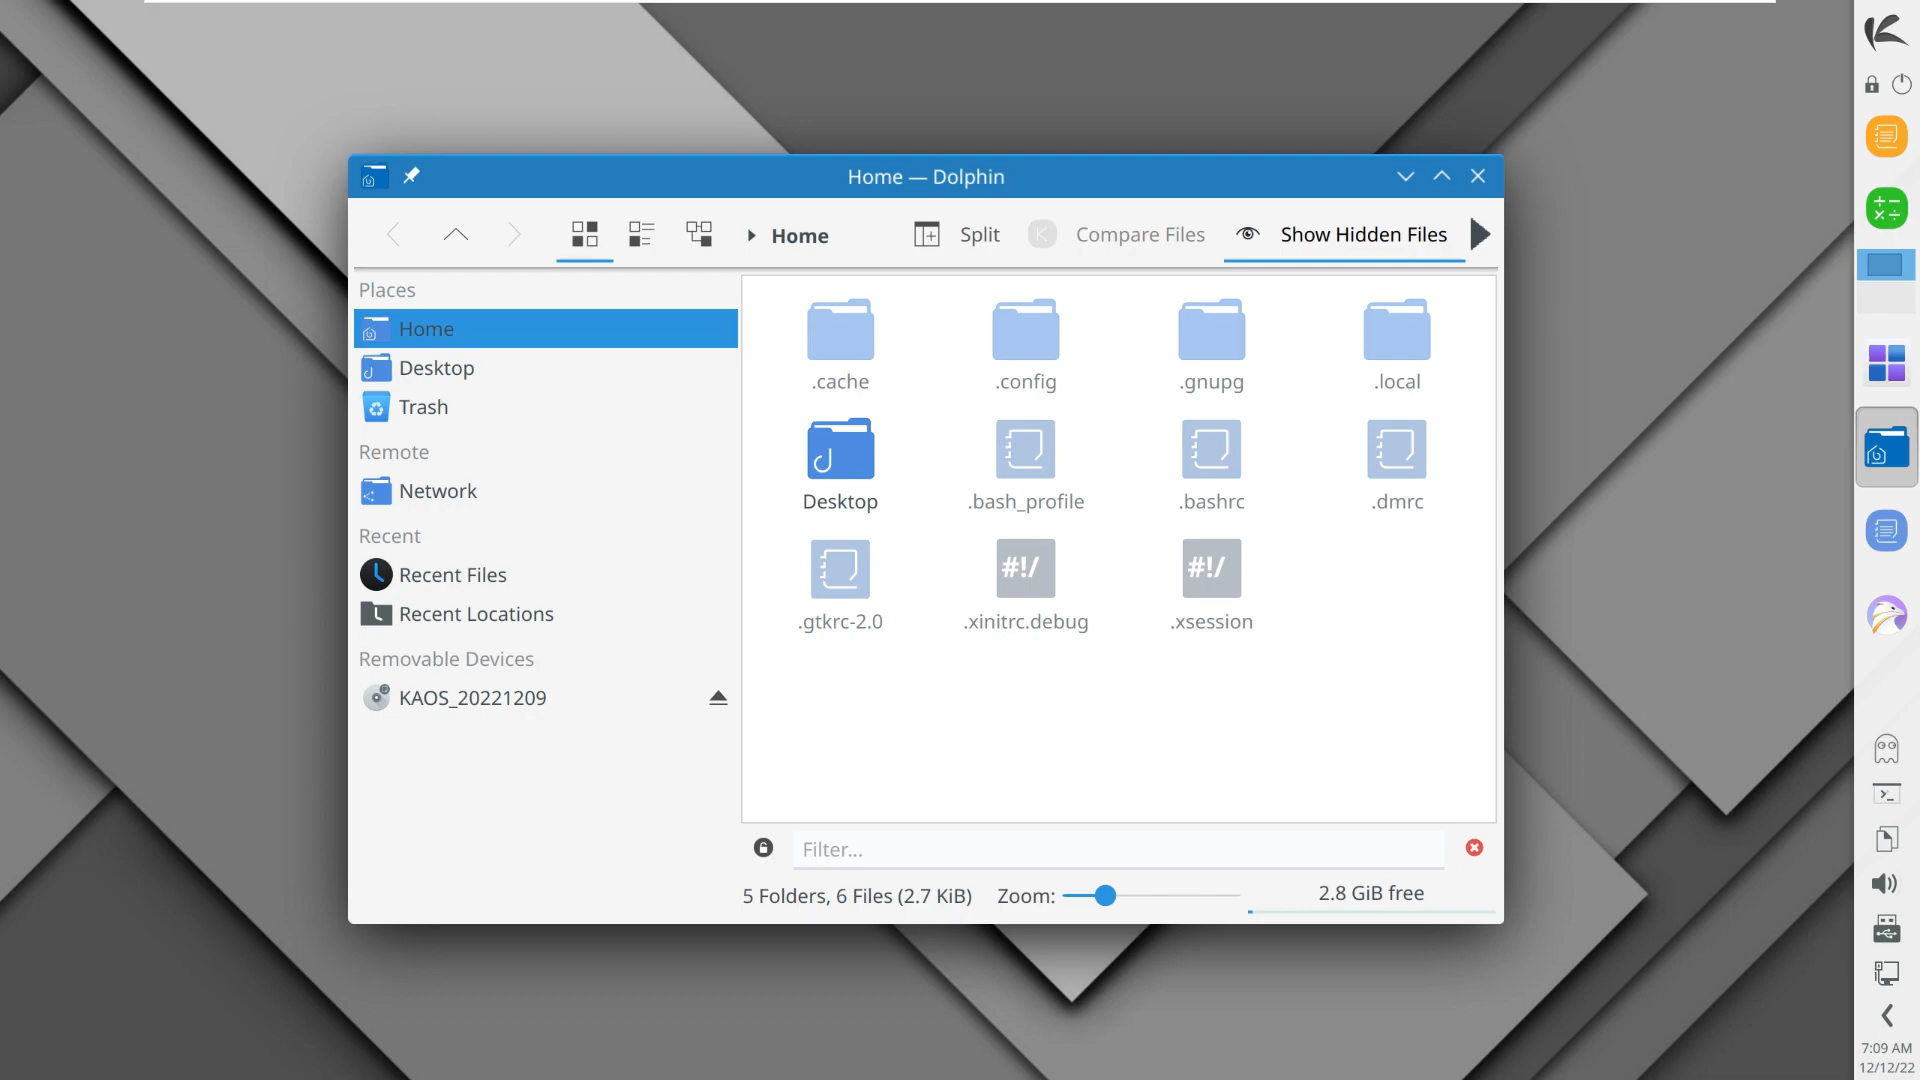 Home — Dolphin
Home
Split
Compare Files
Show Hidden Files
Places
Home
Desktop
Trash
Remote
Network
Recent
Recent Files
Recent Locations
Removable Devices
KAOS_20221209
.cache
.config
.gnupg
.local
Desktop
.bash_profile
.bashrc
.dmrc
#!/
#!/
.gtkrc-2.0
.xinitrc.debug
.xsession
Filter...
5 Folders, 6 Files (2.7 KiB)
Zoom:
2.8 GiB free
7:09 AM
12/12/22